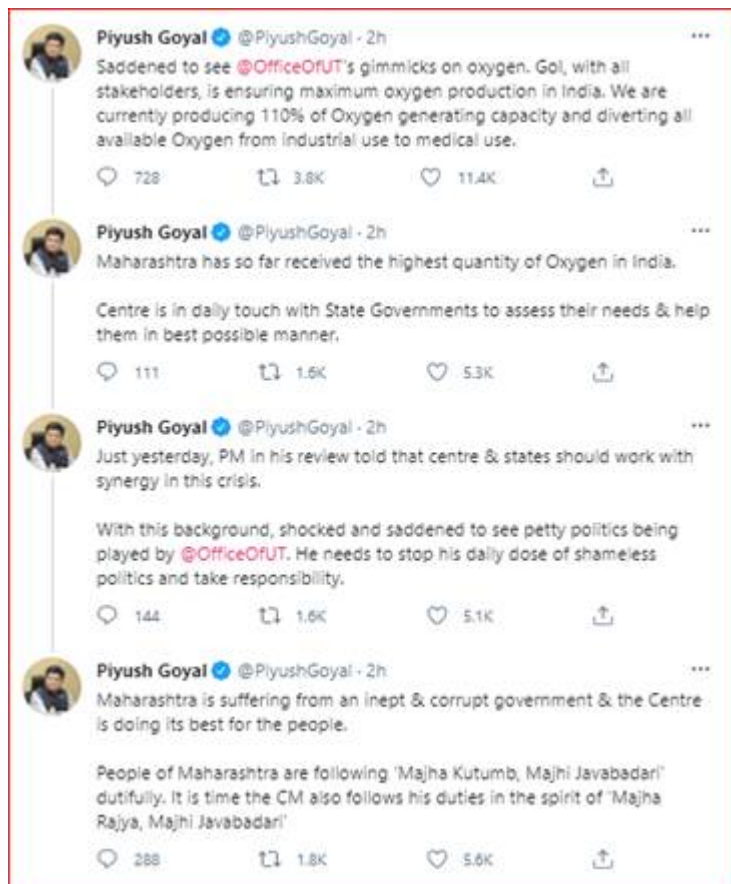 Piyush Goyal @PiyushGoyal · 2h
Saddened to see @OfficeOfUT's gimmicks on oxygen. GoI, with all
stakeholders, is ensuring maximum oxygen production in India. We are
currently producing 110% of Oxygen generating capacity and diverting all
available Oxygen from industrial use to medical use.
728 3.8K 11.4K
Piyush Goyal @PiyushGoyal · 2h
Maharashtra has so far received the highest quantity of Oxygen in India.
Centre is in daily touch with State Governments to assess their needs & help
them in best possible manner.
111 1.6K 5.3K
Piyush Goyal @PiyushGoyal · 2h
Just yesterday, PM in his review told that centre & states should work with
synergy in this crisis.
With this background, shocked and saddened to see petty politics being
played by @OfficeOfUT. He needs to stop his daily dose of shameless
politics and take responsibility.
144 1.6K 5.1K
Piyush Goyal @PiyushGoyal · 2h
Maharashtra is suffering from an inept & corrupt government & the Centre
is doing its best for the people.
People of Maharashtra are following 'Majha Kutumb, Majhi Javabadari'
dutifully. It is time the CM also follows his duties in the spirit of 'Majha
Rajya, Majhi Javabadari'
288 1.8K 5.6K